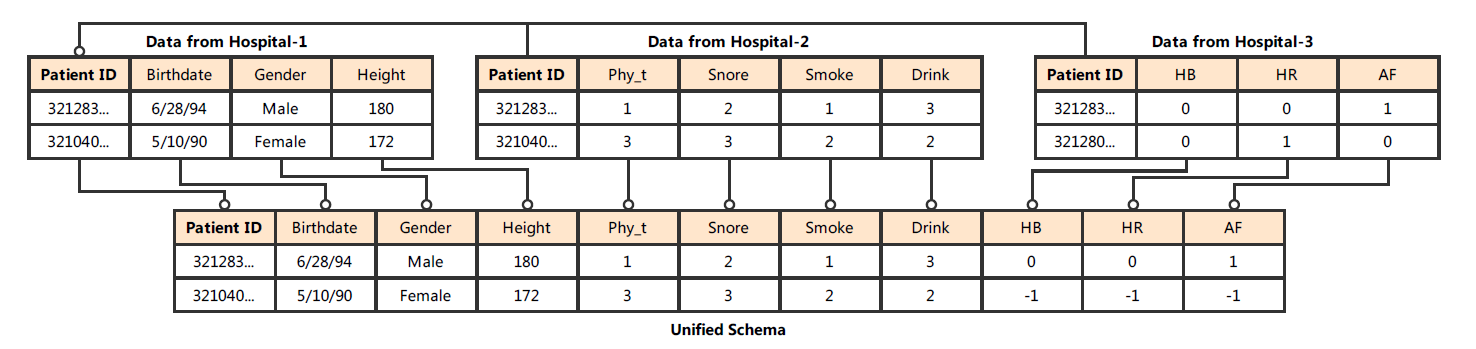 Data from Hospital-1 Data from Hospital-2 Data from Hospital-3
Patient ID Birthdate Gender Height Patient ID Phy_t Snore Smoke Drink Patient ID HB HR AF
321283... 6/28/94 Male 180 321283... 1 2 1 3 321283... 0 0 1
321040... 5/10/90 Female 172 321040... 3 3 2 2 321280... 0 1 0
Patient ID Birthdate Gender Height Phy_t Snore Smoke Drink HB HR AF
321283... 6/28/94 Male 180 1 2 1 3 0 0 1
321040... 5/10/90 Female 172 3 3 2 2 -1 -1 -1
Unified Schema